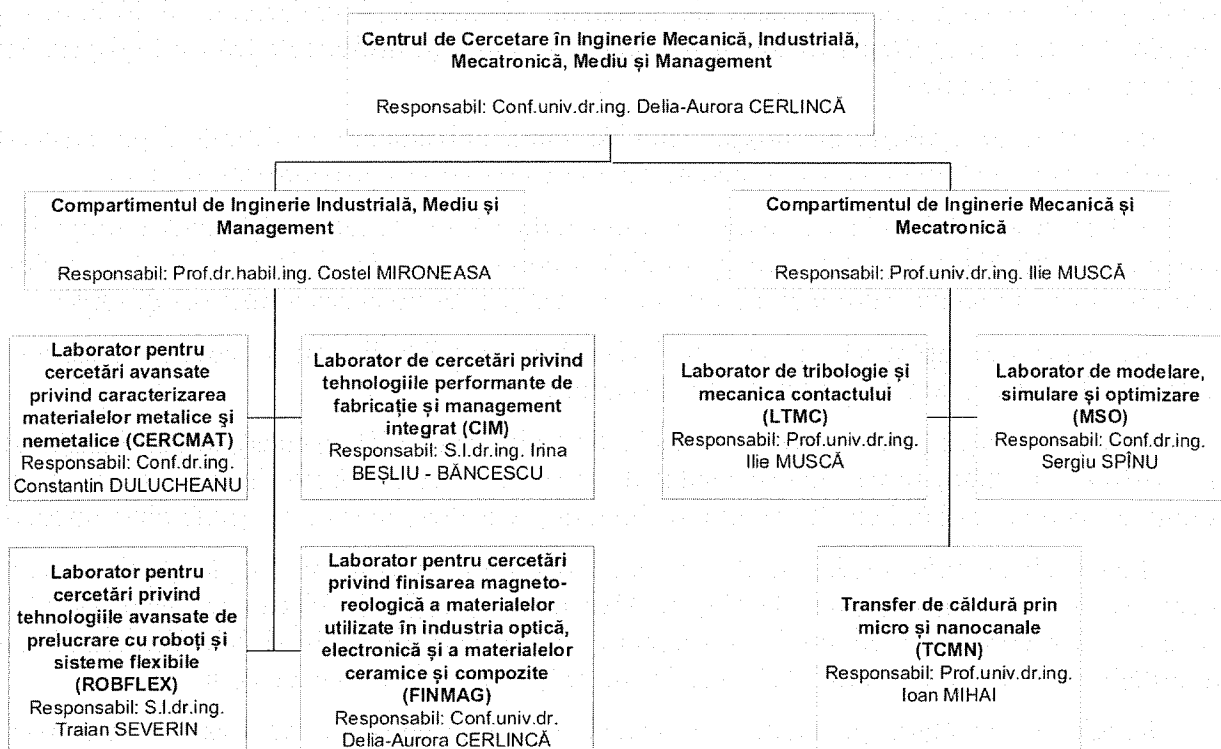 Centrul de Cercetare în Inginerie Mecanică, Industrială,
Mecatronică, Mediu și Management
Responsabil: Conf.univ.dr.ing. Delia-Aurora CERLINCĂ
Compartimentul de Inginerie Industrială, Mediu și
Management
Responsabil: Prof.dr.habil.ing. Costel MIRONEASA
Compartimentul de Inginerie Mecanică și
Mecatronică
Responsabil: Prof.univ.dr.ing. Ilie MUSCĂ
Laborator pentru
cercetări avansate
privind caracterizarea
materialelor metalice şi
nemetalice (CERCMAT)
Responsabil: Conf.dr.ing.
Constantin DULUCHEANU
Laborator de cercetări privind
tehnologiile performante de
fabricație și management
integrat (CIM)
Responsabil: S.l.dr.ing. Irina
BEȘLIU - BĂNCESCU
Laborator de tribologie și
mecanica contactului
(LTMC)
Responsabil: Prof.univ.dr.ing.
Ilie MUSCĂ
Laborator de modelare,
simulare și optimizare
(MSO)
Responsabil: Conf.dr.ing.
Sergiu SPÎNU
Laborator pentru
cercetări privind
tehnologiile avansate de
prelucrare cu roboți și
sisteme flexibile
(ROBFLEX)
Responsabil: S.l.dr.ing.
Traian SEVERIN
Laborator pentru cercetări
privind finisarea magneto-
reologică a materialelor
utilizate în industria optică,
electronică și a materialelor
ceramice și compozite
(FINMAG)
Responsabil: Conf.univ.dr.
Delia-Aurora CERLINCĂ
Transfer de căldură prin
micro și nanocanale
(TCMN)
Responsabil: Prof.univ.dr.ing.
Ioan MIHAI